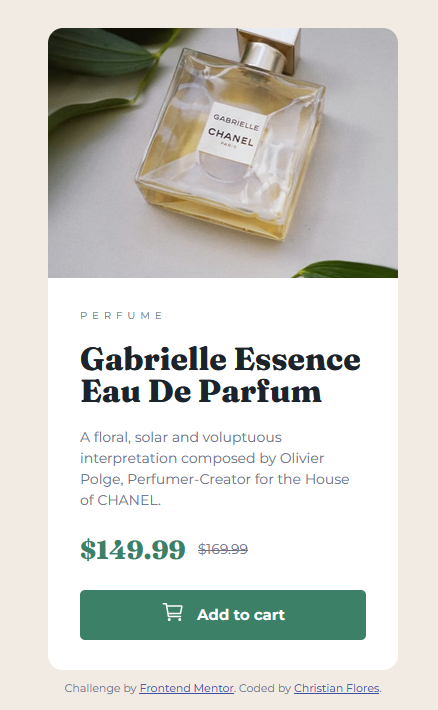 GABRIELLE
CHANEL
PARIS
PERFUME
Gabrielle Essence
Eau De Parfum
A floral, solar and voluptuous
interpretation composed by Olivier
Polge, Perfumer-Creator for the House
of CHANEL.
$149.99 $169.99
Add to cart
Challenge by Frontend Mentor. Coded by Christian Flores.